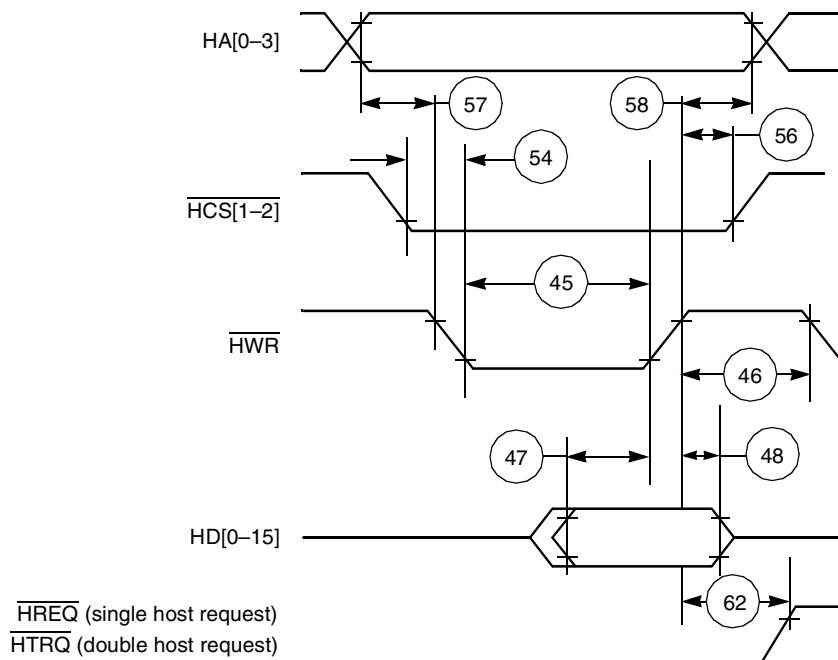 HA[0–3]
57
58
56
54
HCS[1–2]
45
HWR
46
47
48
HD[0–15]
62
HREQ (single host request)
HTRQ (double host request)